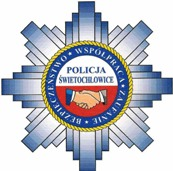 BEZPIECZEŃSTWO • WSPÓŁPRACA • ZAUFANIE •
POLICJA
ŚWIĘTOCHŁOWICE